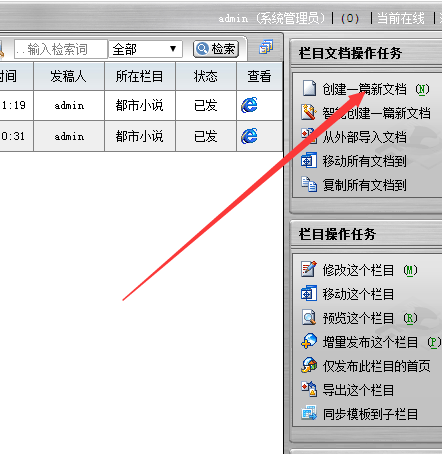 admin (系统管理员) | (0) | 当前在线 |
..输入检索词 全部 检索
时间 发稿人 所在栏目 状态 查看
1:19 admin 都市小说 已发
0:31 admin 都市小说 已发
栏目文档操作任务
创建一篇新文档 (N)
智能创建一篇新文档
从外部导入文档
移动所有文档到
复制所有文档到
栏目操作任务
修改这个栏目 (M)
移动这个栏目
预览这个栏目 (R)
增量发布这个栏目 (P)
仅发布此栏目的首页
导出这个栏目
同步模板到子栏目